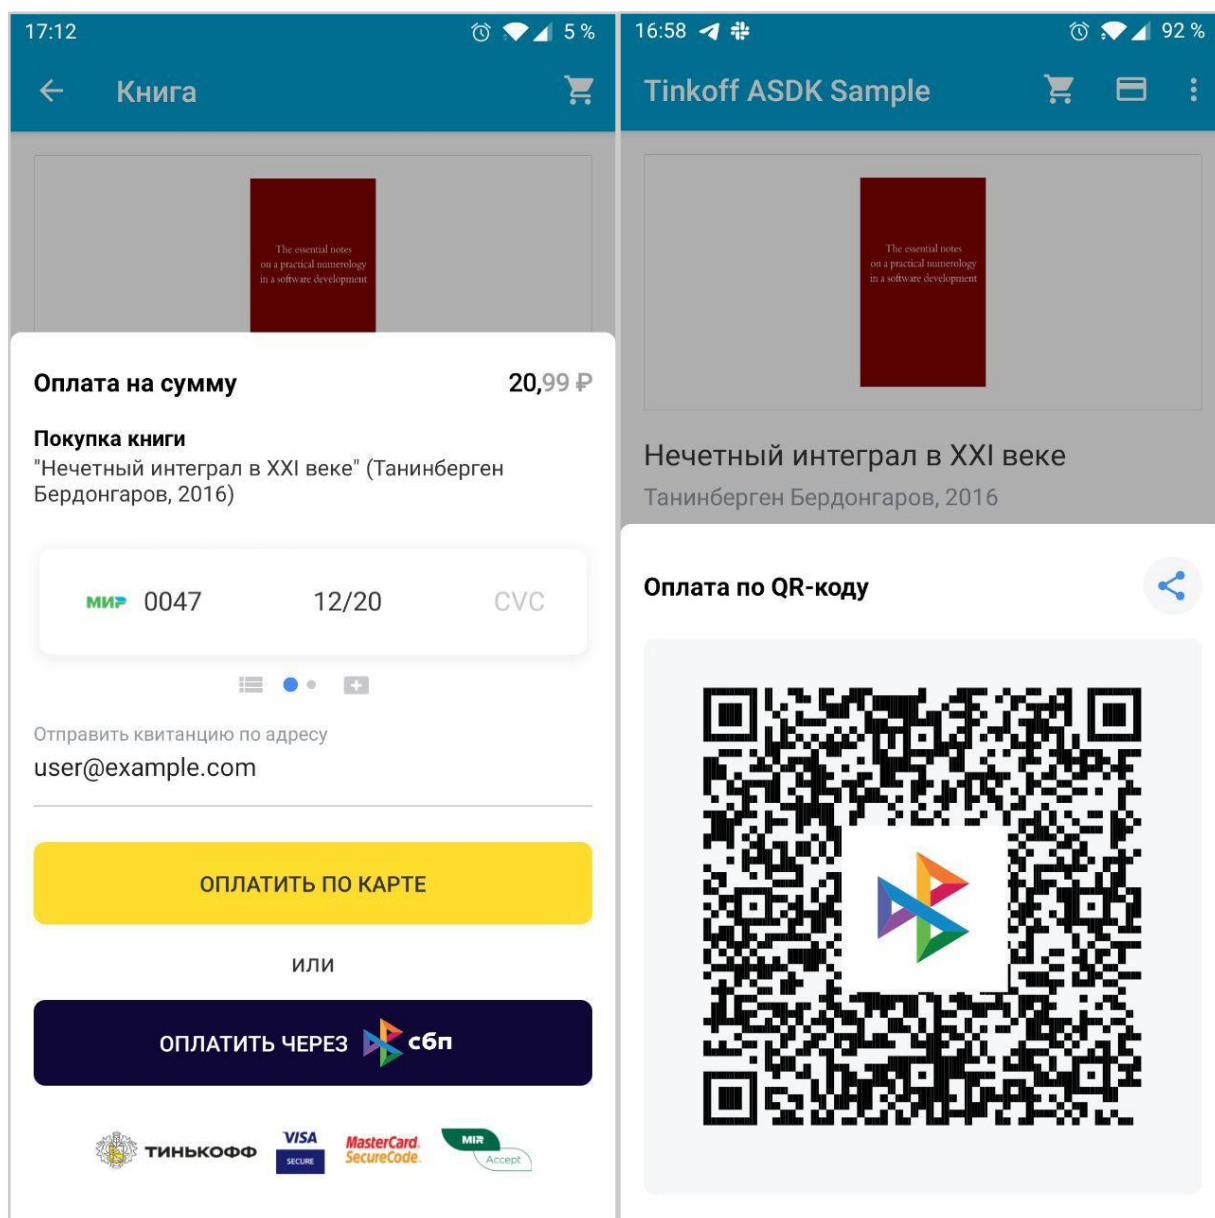 17:12
5 %
Книга
The essential notes
on a practical numerology
in a software development
Оплата на сумму
20,99 ₽
Покупка книги
"Нечетный интеграл в XXI веке" (Танинберген
Бердонгаров, 2016)
МИР 0047 12/20 CVC
Отправить квитанцию по адресу
user@example.com
ОПЛАТИТЬ ПО КАРТЕ
или
ОПЛАТИТЬ ЧЕРЕЗ сбп
ТИНЬКОФФ
VISA
SECURE
MasterCard.
SecureCode.
MIR
Accept
16:58
92 %
Tinkoff ASDK Sample
The essential notes
on a practical numerology
in a software development
Нечетный интеграл в XXI веке
Танинберген Бердонгаров, 2016
Оплата по QR-коду